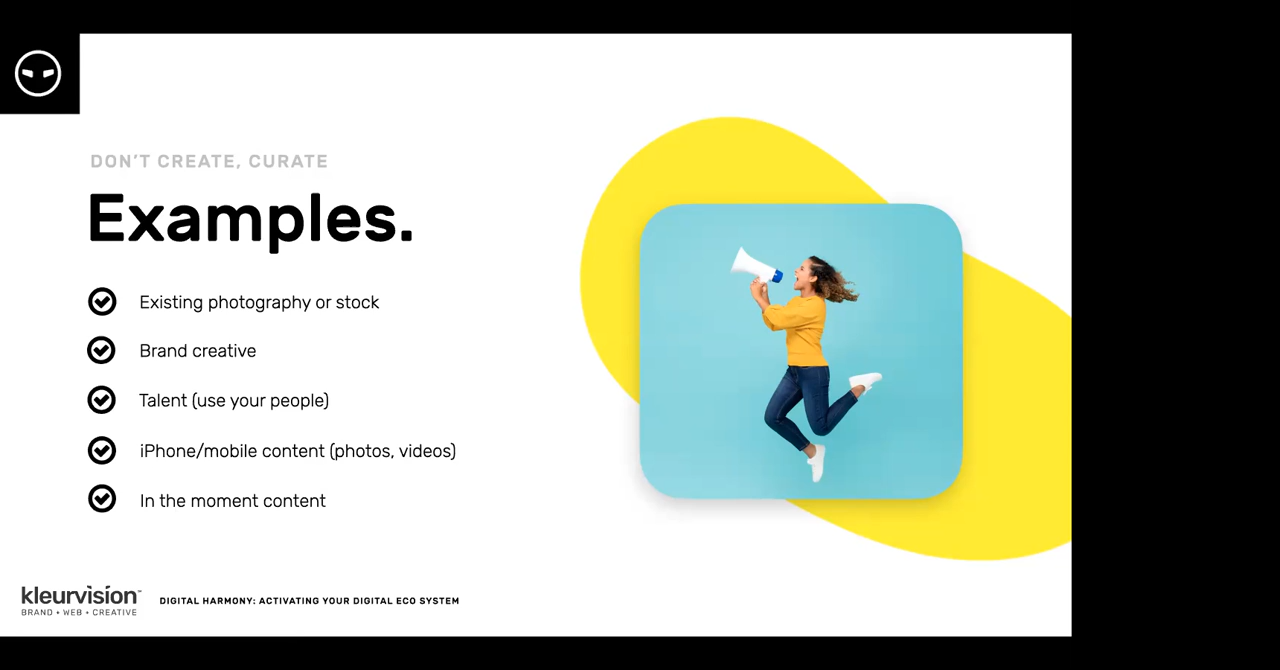 DON'T CREATE, CURATE
Examples.
Existing photography or stock
Brand creative
Talent (use your people)
iPhone/mobile content (photos, videos)
In the moment content
kleurvision™
BRAND • WEB • CREATIVE
DIGITAL HARMONY: ACTIVATING YOUR DIGITAL ECO SYSTEM